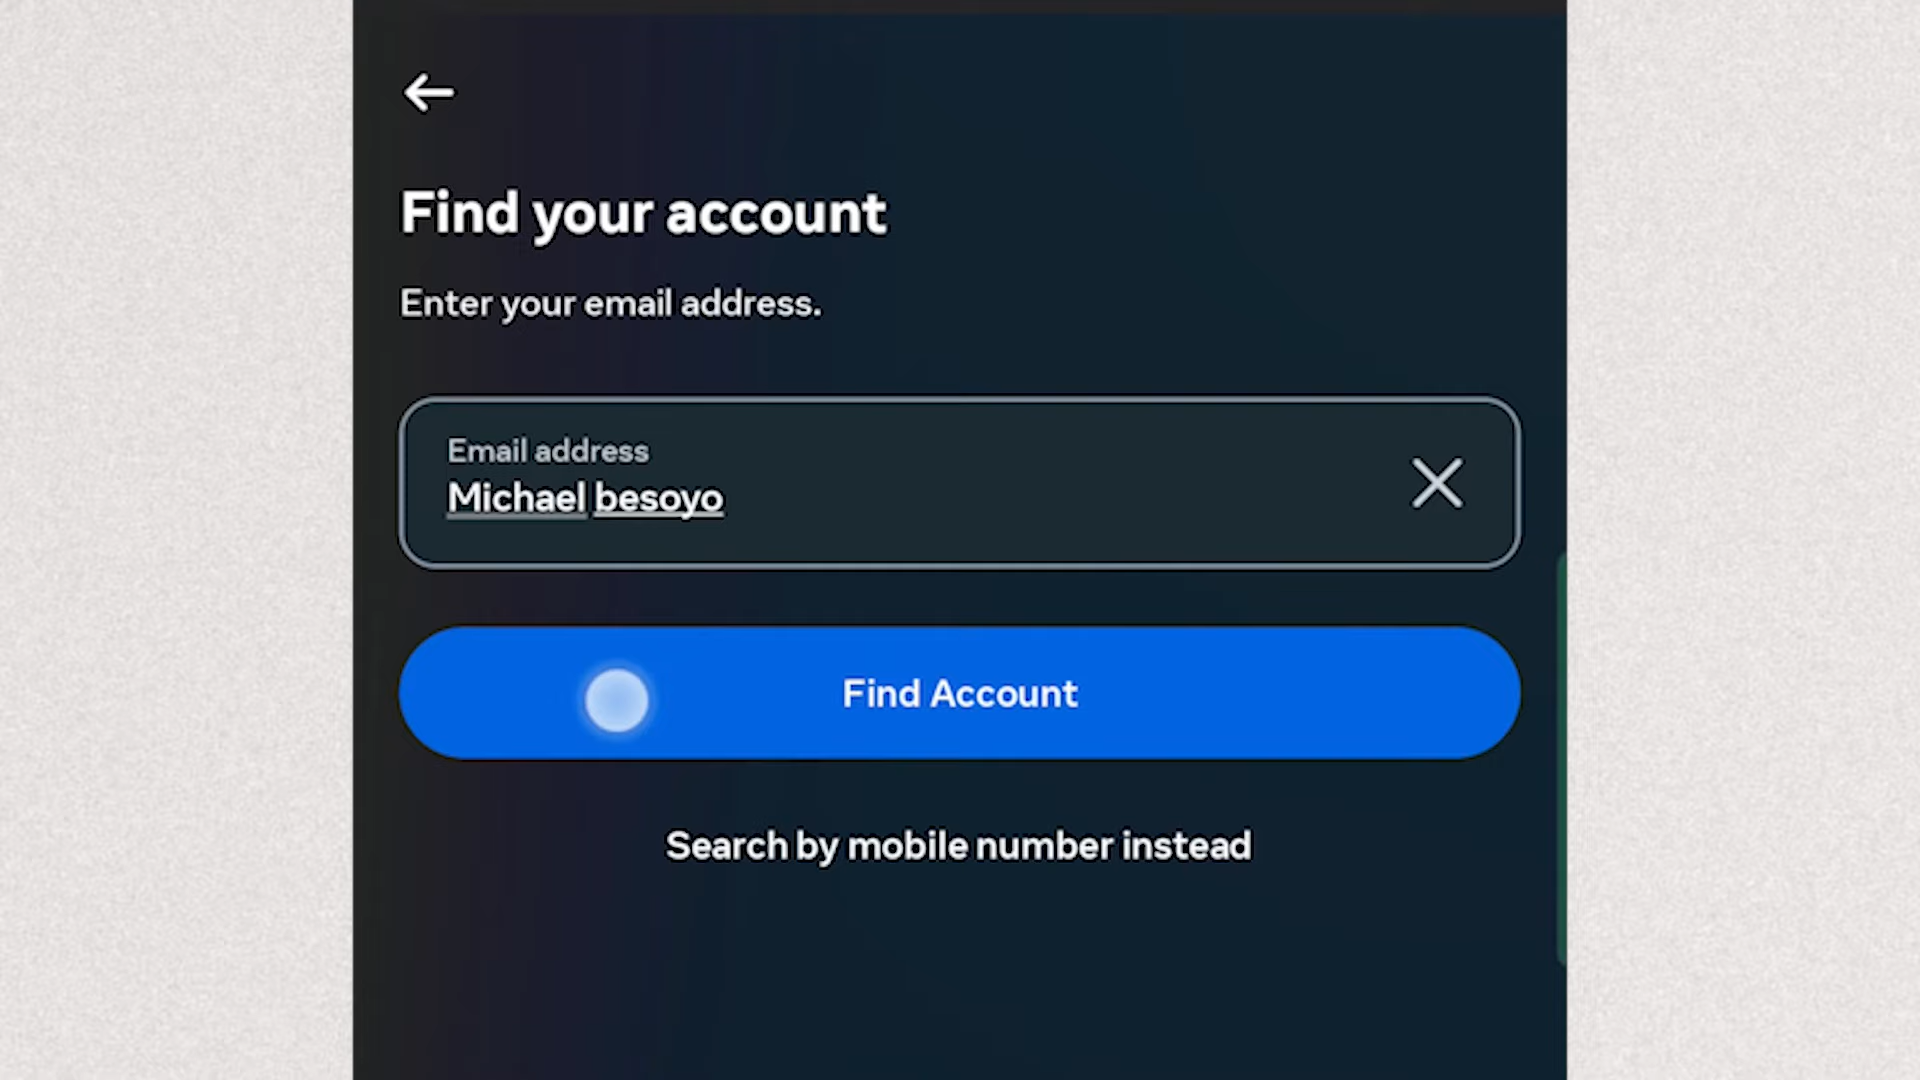 Find your account
Enter your email address.
Email address
Michael besoyo
Find Account
Search by mobile number instead